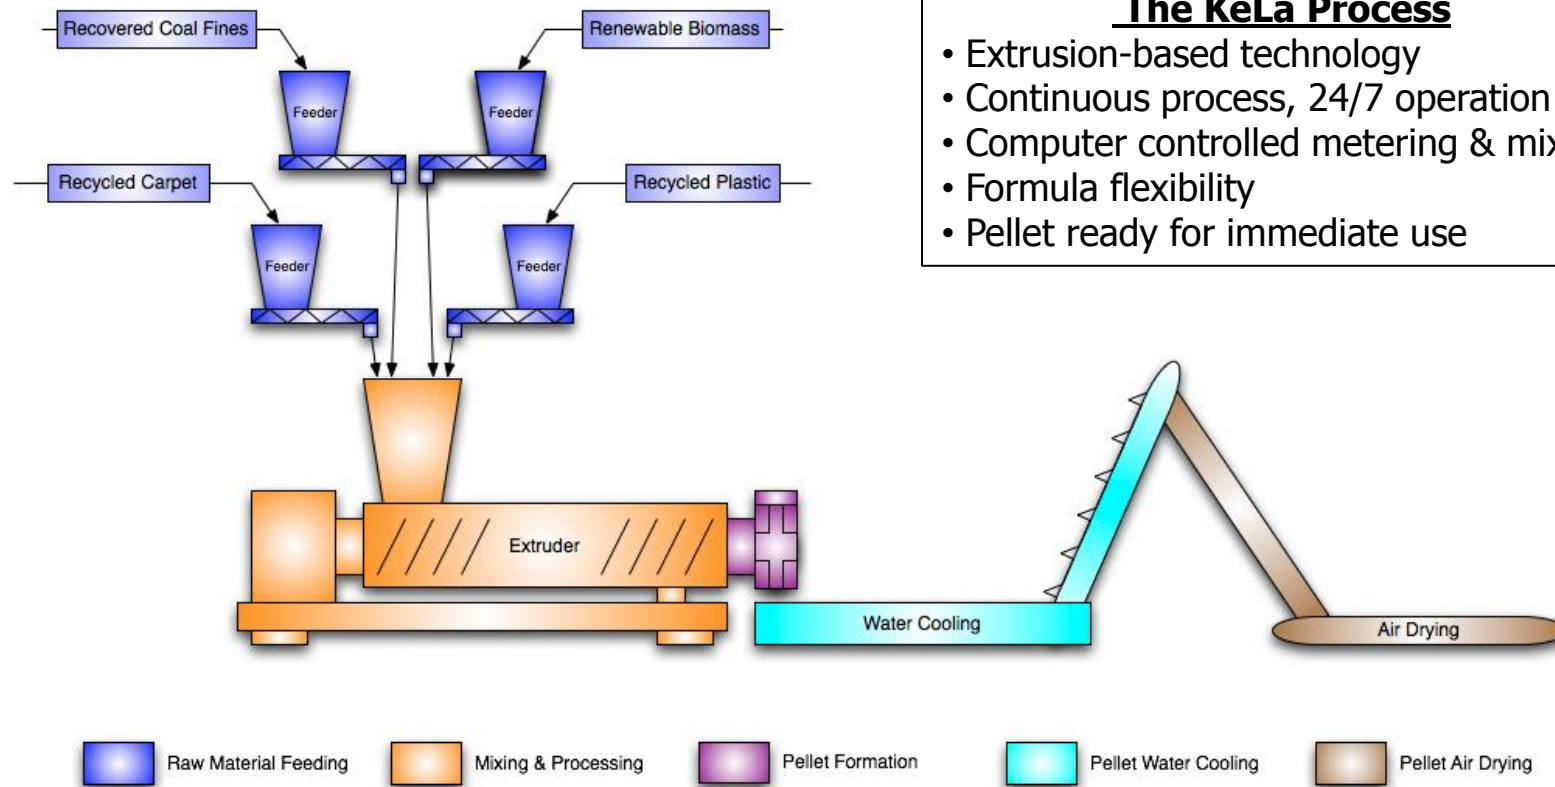 The KeLa Process
• Extrusion-based technology
• Continuous process, 24/7 operation
• Computer controlled metering &
• Formula flexibility
• Pellet ready for immediate use
Recovered Coal Fines
Renewable Biomass
Feeder
Feeder
Recycled Carpet
Recycled Plastic
Feeder
Feeder
Extruder
Water Cooling
Air Drying
Raw Material Feeding
Mixing & Processing
Pellet Formation
Pellet Water Cooling
Pellet Air Drying